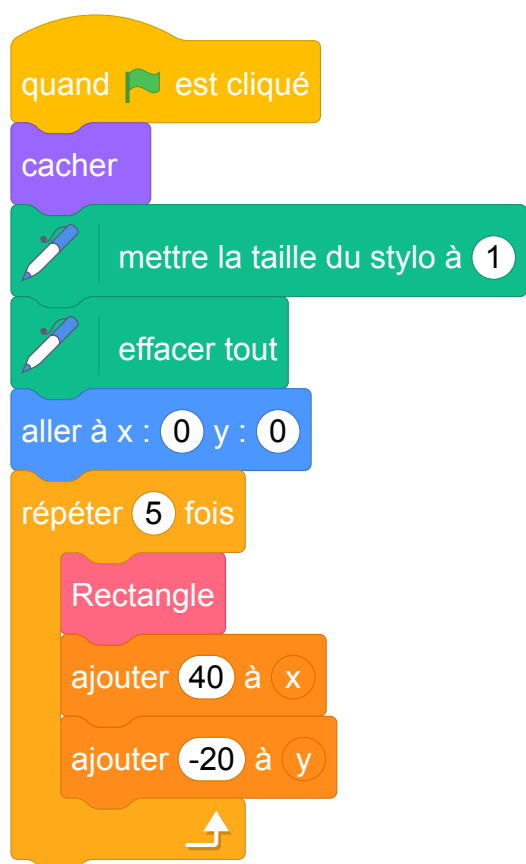 quand est cliqué
cacher
mettre la taille du stylo à 1
effacer tout
aller à x : 0 y : 0
répéter 5 fois
Rectangle
ajouter 40 à x
ajouter -20 à y